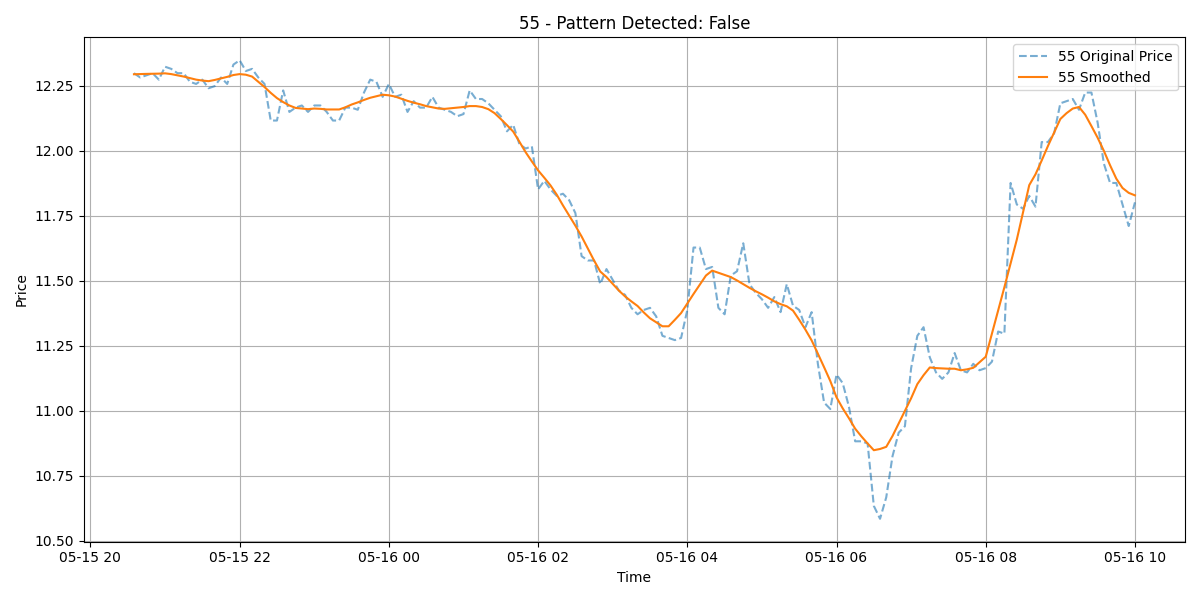 55 - Pattern Detected: False
55 Original Price
55 Smoothed
Price
12.25
12.00
11.75
11.50
11.25
11.00
10.75
10.50
05-15 20 05-15 22 05-16 00 05-16 02 05-16 04 05-16 06 05-16 08 05-16 10
Time